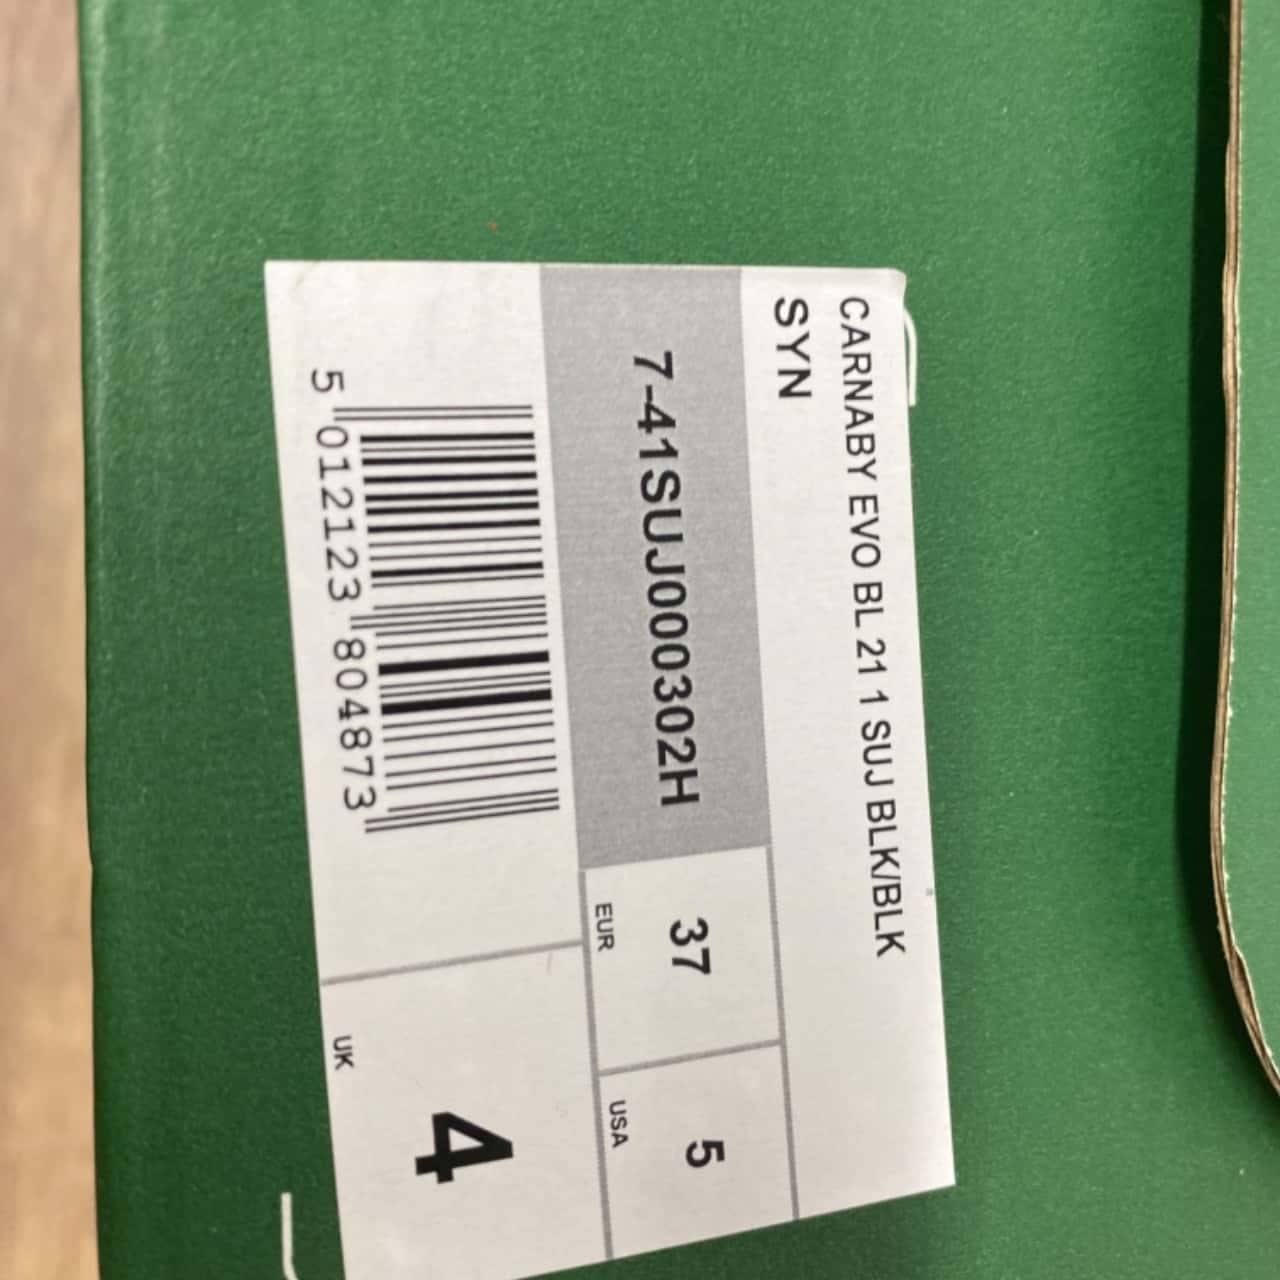 CARNABY EVO BL 21 1 SUJ BLK/BLK
SYN
7-41SUJ000302H
37
EUR
5
USA
5 012123 804873
4
UK